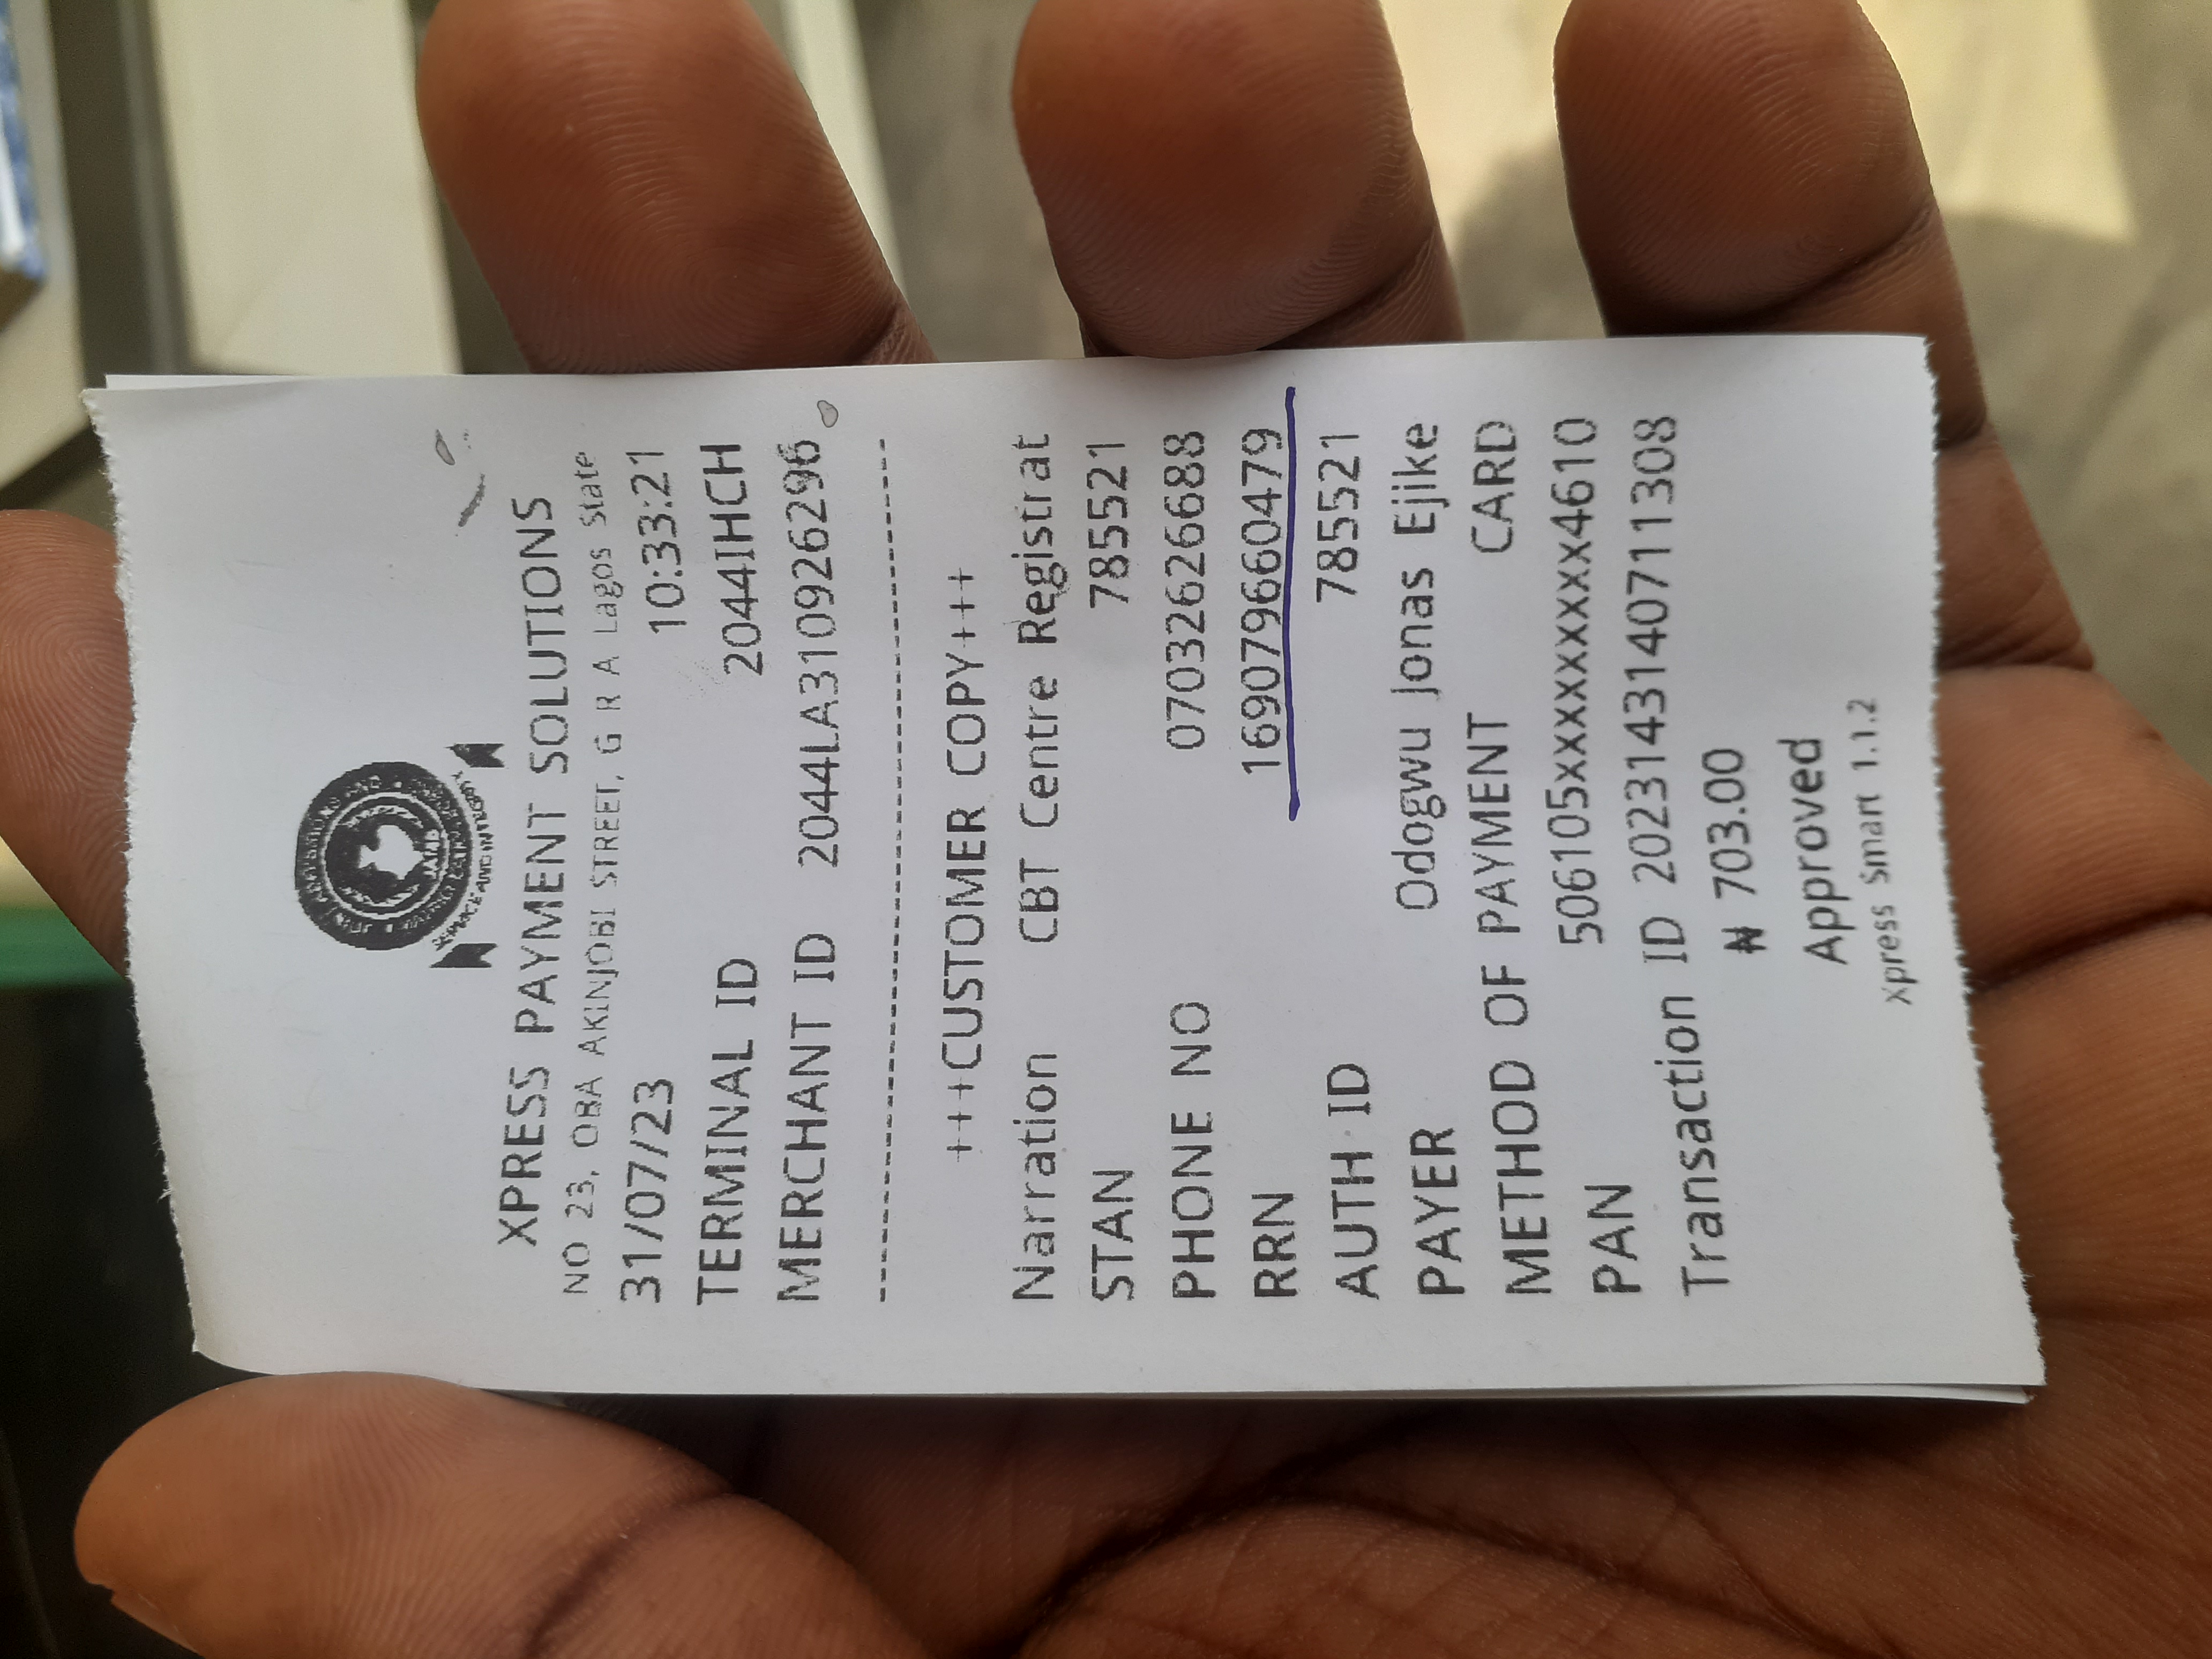 JOINT ADMISSIONS AND
JAMB
SERVICE AND INTEGRITY
XPRESS PAYMENT SOLUTIONS
NO 23, OBA AKINJOBI STREET, G R A Lagos State
31/07/23 10:33:21
TERMINAL ID 2044IHCH
MERCHANT ID 2044LA310926296
--------------------------------------------------
+++CUSTOMER COPY+++
Narration CBT Centre Registrat
STAN 785521
PHONE NO 07032626688
RRN 169079660479
AUTH ID 785521
PAYER Odogwu Jonas Ejike
METHOD OF PAYMENT CARD
PAN 506105xxxxxxxxx4610
Transaction ID 2023143140711308
₦ 703.00
Approved
Xpress Smart 1.1.2